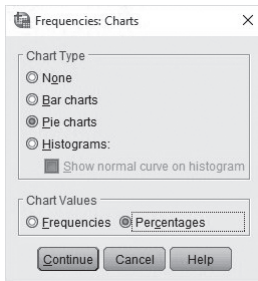 Frequencies: Charts
Chart Type
None
Bar charts
Pie charts
Histograms:
Show normal curve on histogram
Chart Values
Frequencies Percentages
Continue Cancel Help